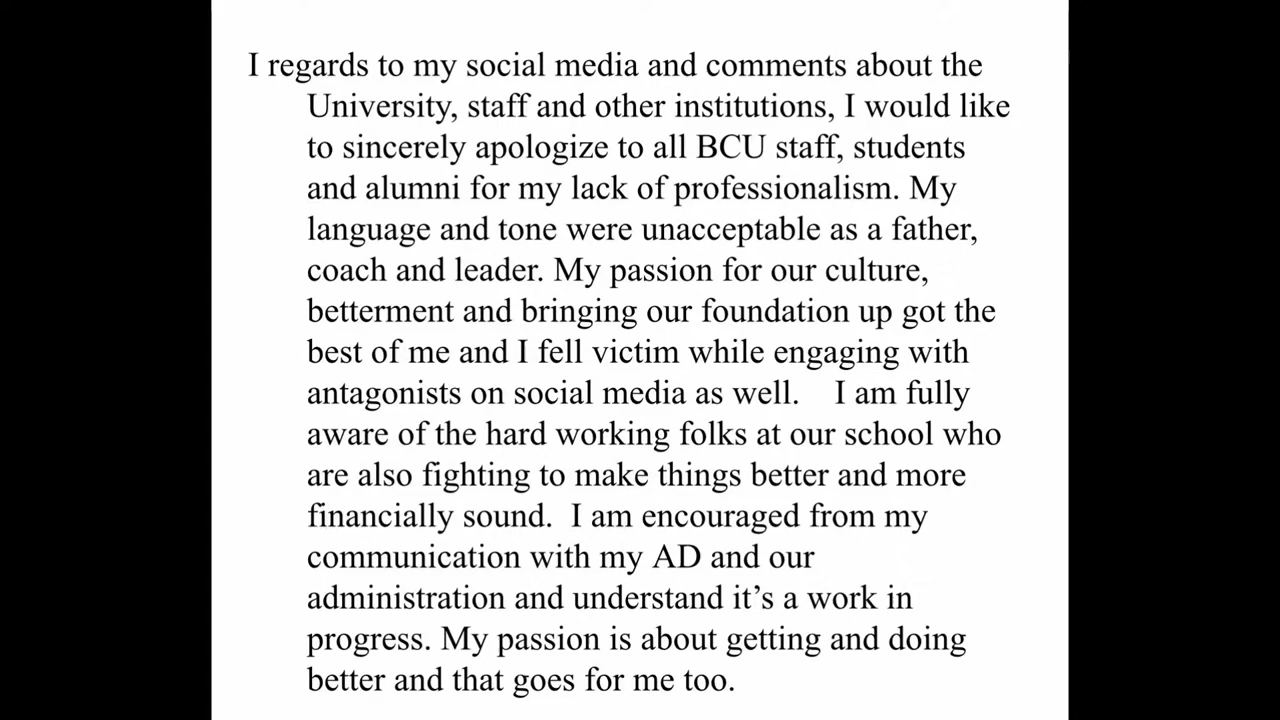 I regards to my social media and comments about the
University, staff and other institutions, I would like
to sincerely apologize to all BCU staff, students
and alumni for my lack of professionalism. My
language and tone were unacceptable as a father,
coach and leader. My passion for our culture,
betterment and bringing our foundation up got the
best of me and I fell victim while engaging with
antagonists on social media as well.    I am fully
aware of the hard working folks at our school who
are also fighting to make things better and more
financially sound.  I am encouraged from my
communication with my AD and our
administration and understand it’s a work in
progress. My passion is about getting and doing
better and that goes for me too.